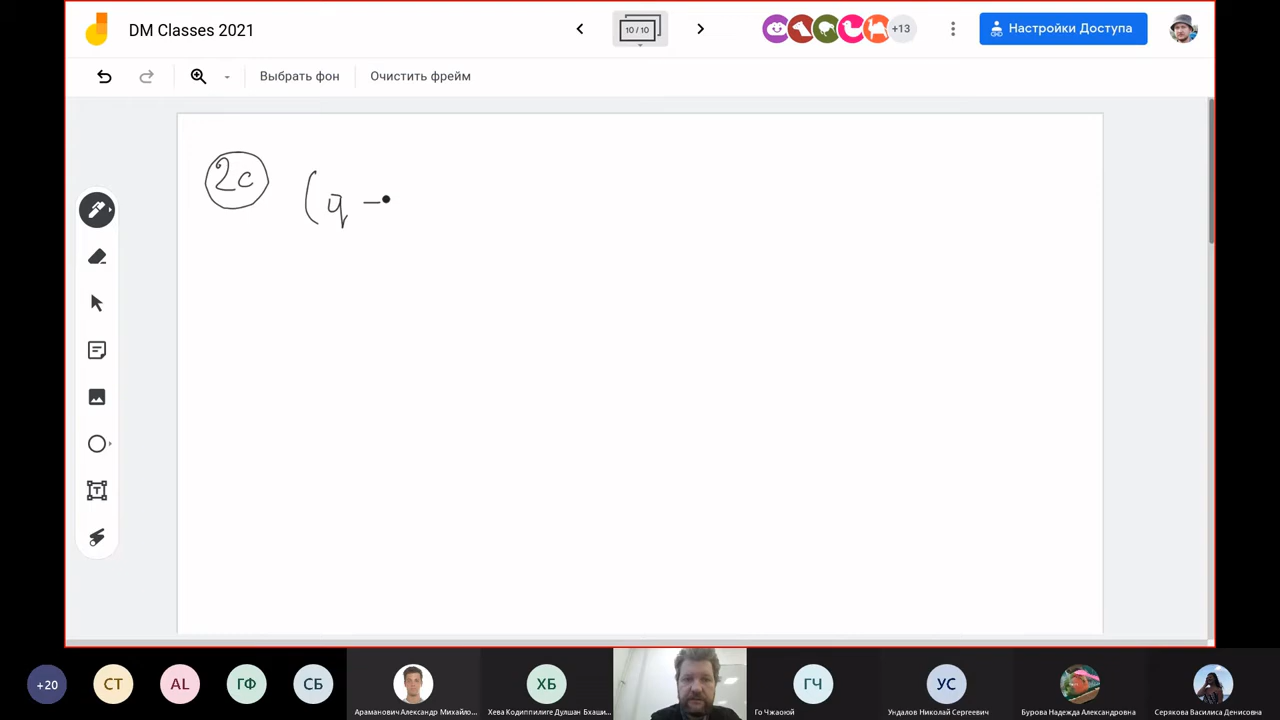 DM Classes 2021
10 / 10
+13
Настройки Доступа
Выбрать фон
Очистить фрейм
2c (q –
T
+20
СТ
AL
ГФ
СБ
ХБ
ГЧ
УС
Араманович Александр Михайло...
Хева Кодиппилиге Дулшан Бхаши...
Го Чжаоюй
Ундалов Николай Сергеевич
Бурова Надежда Александровна
Серякова Василиса Денисовна